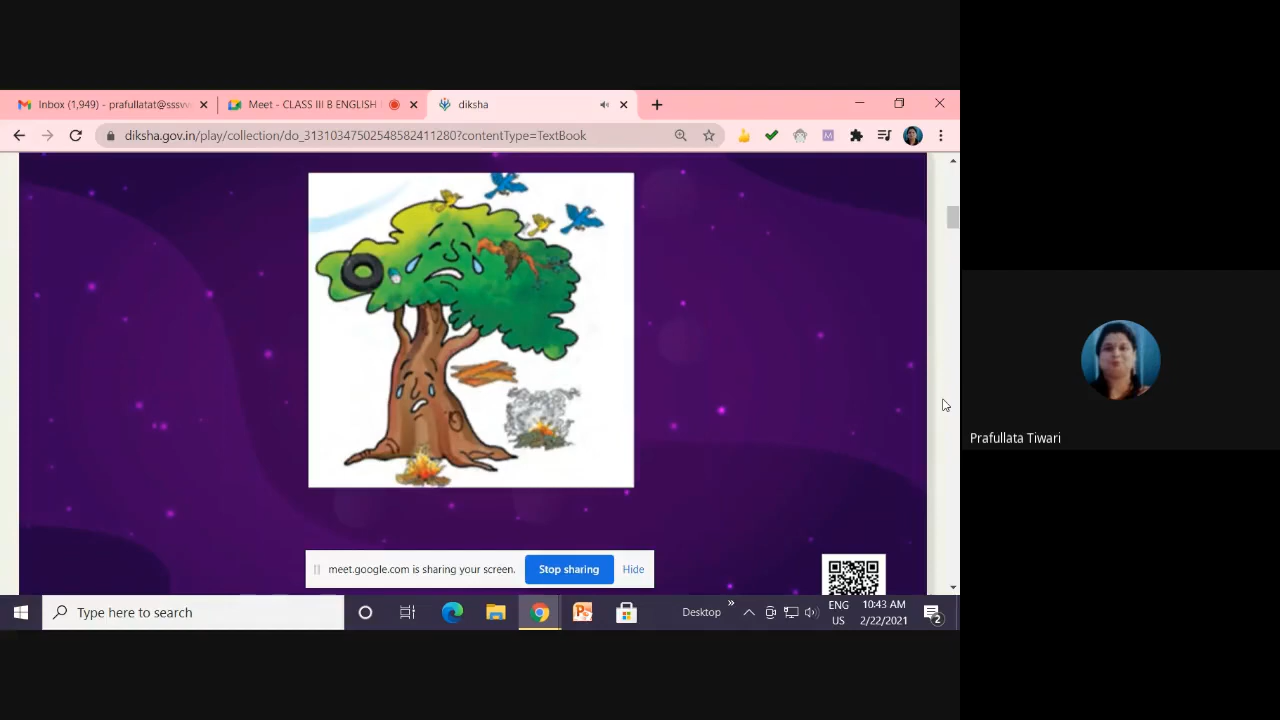 Inbox (1,949) - prafullatat@sssvv
Meet - CLASS III B ENGLISH
diksha
diksha.gov.in/play/collection/do_31310347502548582411280?contentType=TextBook
M
Prafullata Tiwari
meet.google.com is sharing your screen.
Stop sharing
Hide
Type here to search
Desktop
ENG
US
10:43 AM
2/22/2021
2